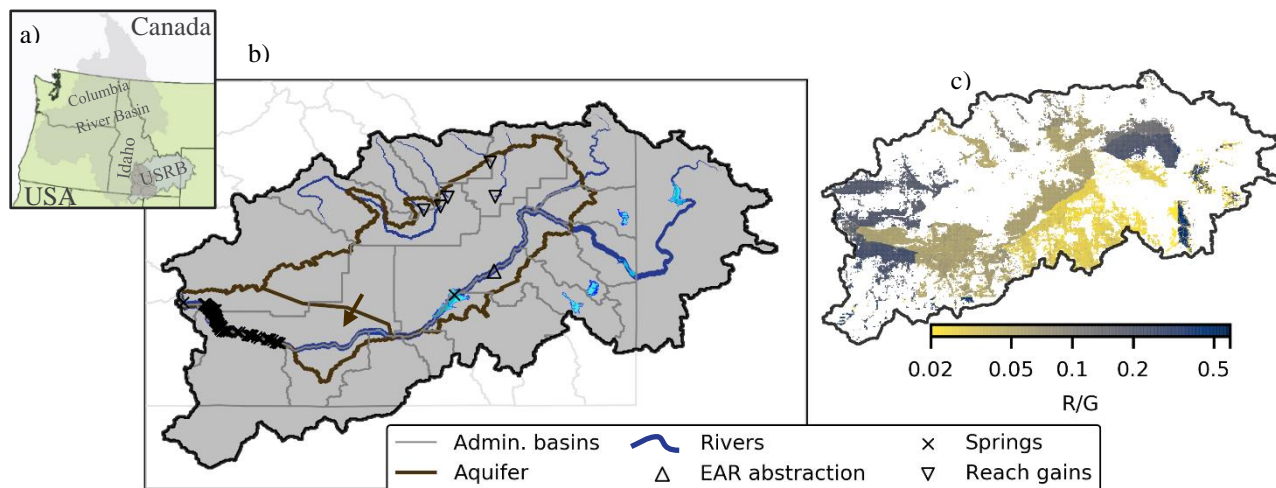 a)
Canada
Columbia
River Basin
Idaho
USRB
USA
b)
c)
0.02 0.05 0.1 0.2 0.5
R/G
Admin. basins Rivers Springs
Aquifer EAR abstraction Reach gains